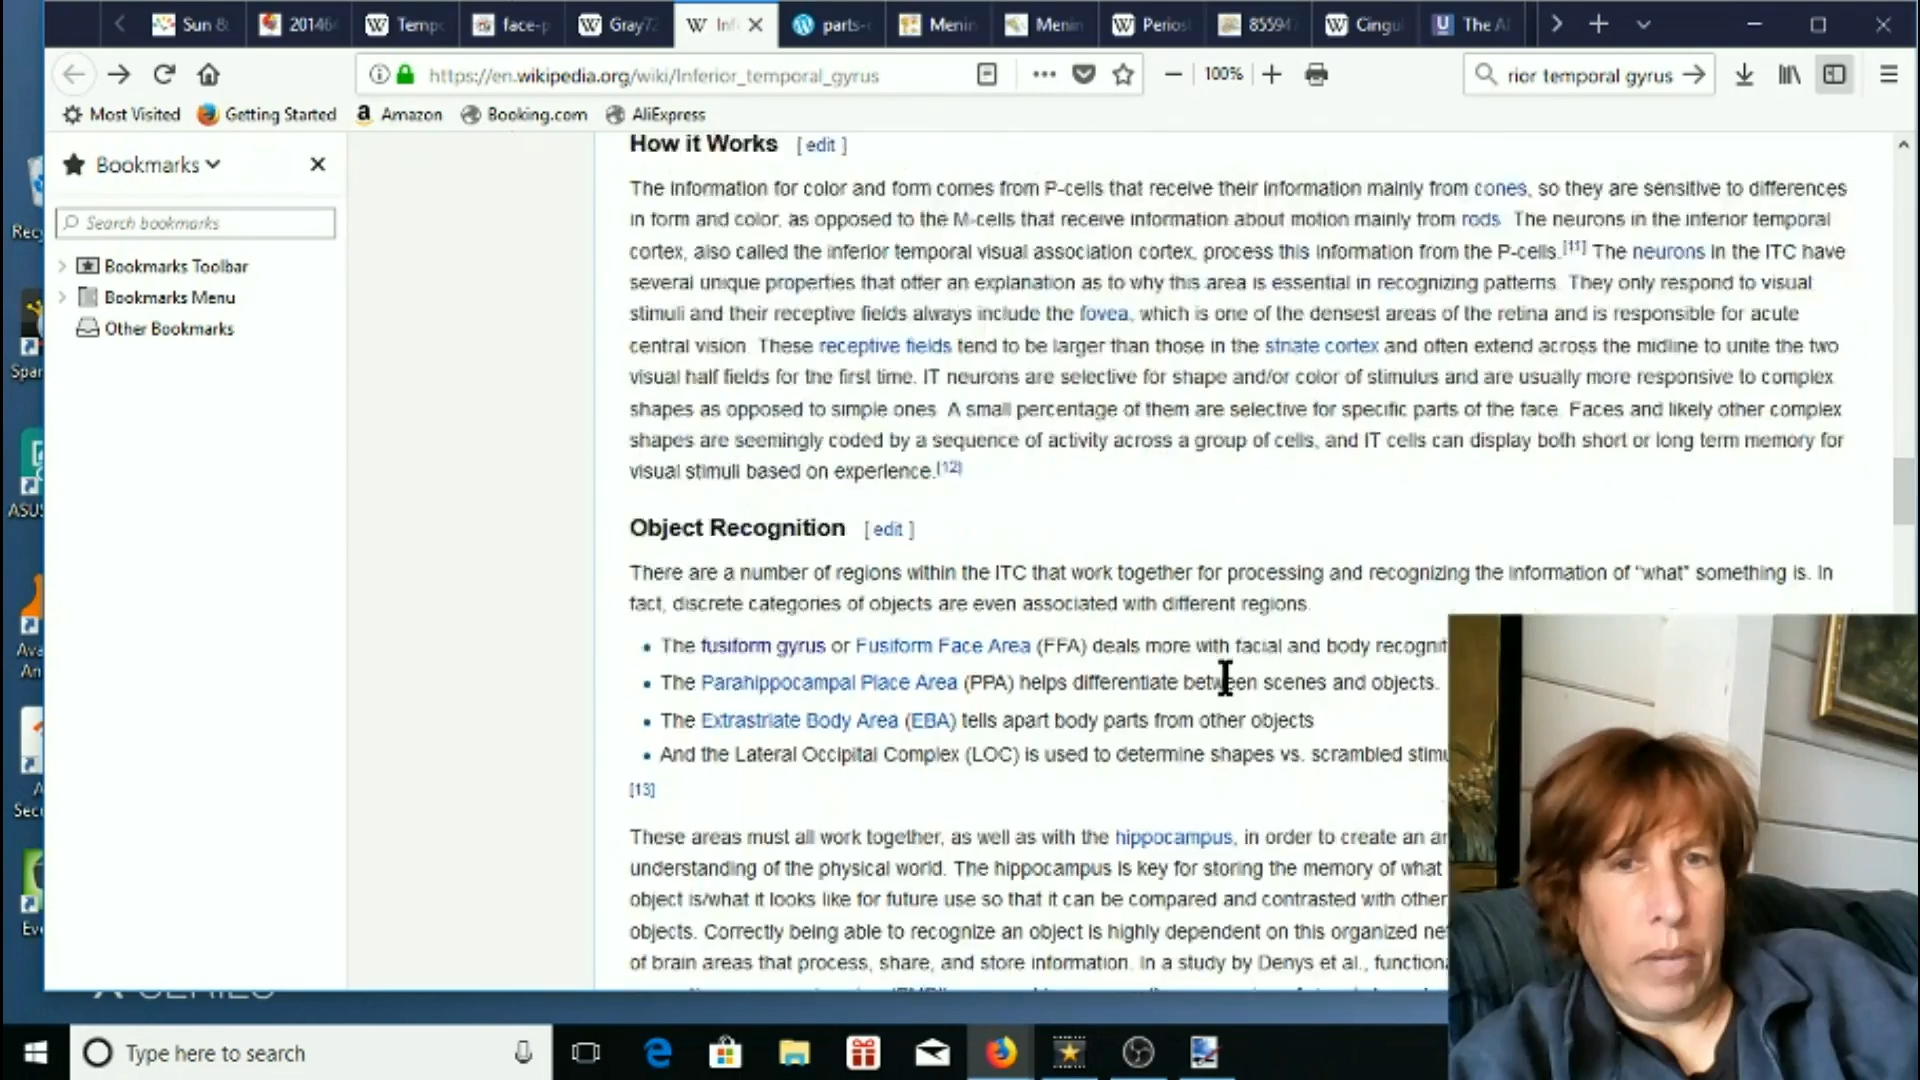 Sun &
20146
Temp
face-p
Gray72
Inf
parts-
Menin
Menin
Perios
85594
Cingu
The A
https://en.wikipedia.org/wiki/Inferior_temporal_gyrus
100%
rior temporal gyrus
Most Visited
Getting Started
Amazon
Booking.com
AliExpress
Bookmarks
Search bookmarks
Bookmarks Toolbar
Bookmarks Menu
Other Bookmarks
How it Works [ edit ]
The information for color and form comes from P-cells that receive their information mainly from cones, so they are sensitive to differences
in form and color, as opposed to the M-cells that receive information about motion mainly from rods. The neurons in the inferior temporal
cortex, also called the inferior temporal visual association cortex, process this information from the P-cells.[11] The neurons in the ITC have
several unique properties that offer an explanation as to why this area is essential in recognizing patterns. They only respond to visual
stimuli and their receptive fields always include the fovea, which is one of the densest areas of the retina and is responsible for acute
central vision. These receptive fields tend to be larger than those in the striate cortex and often extend across the midline to unite the two
visual half fields for the first time. IT neurons are selective for shape and/or color of stimulus and are usually more responsive to complex
shapes as opposed to simple ones. A small percentage of them are selective for specific parts of the face. Faces and likely other complex
shapes are seemingly coded by a sequence of activity across a group of cells, and IT cells can display both short or long term memory for
visual stimuli based on experience.[12]
Object Recognition [ edit ]
There are a number of regions within the ITC that work together for processing and recognizing the information of "what" something is. In
fact, discrete categories of objects are even associated with different regions.
• The fusiform gyrus or Fusiform Face Area (FFA) deals more with facial and body recognit
• The Parahippocampal Place Area (PPA) helps differentiate between scenes and objects.
• The Extrastriate Body Area (EBA) tells apart body parts from other objects
• And the Lateral Occipital Complex (LOC) is used to determine shapes vs. scrambled stimu
[13]
These areas must all work together, as well as with the hippocampus, in order to create an ar
understanding of the physical world. The hippocampus is key for storing the memory of what
object is/what it looks like for future use so that it can be compared and contrasted with other
objects. Correctly being able to recognize an object is highly dependent on this organized ne
of brain areas that process, share, and store information. In a study by Denys et al., functiona
Recy
Spar
ASUS
Ava
An
A
Sec
Eve
Type here to search